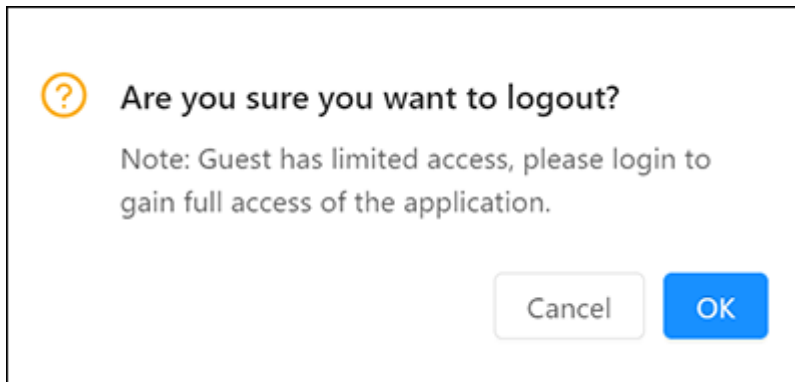 Are you sure you want to logout?
Note: Guest has limited access, please login to
gain full access of the application.
Cancel OK